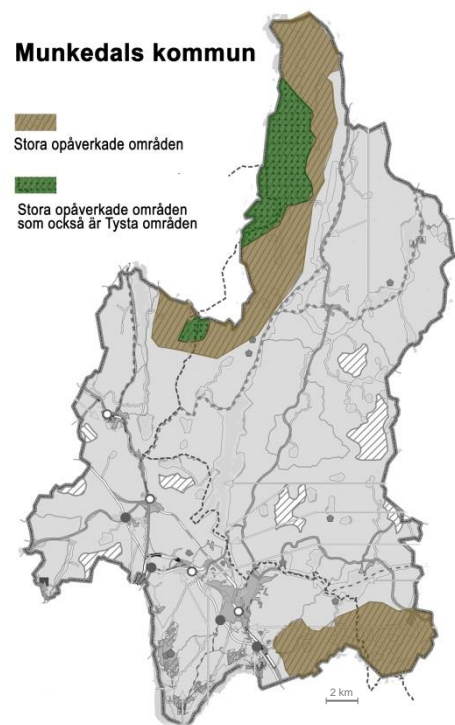 Munkedals kommun
Stora opåverkade områden
Stora opåverkade områden
som också är Tysta områden
2 km